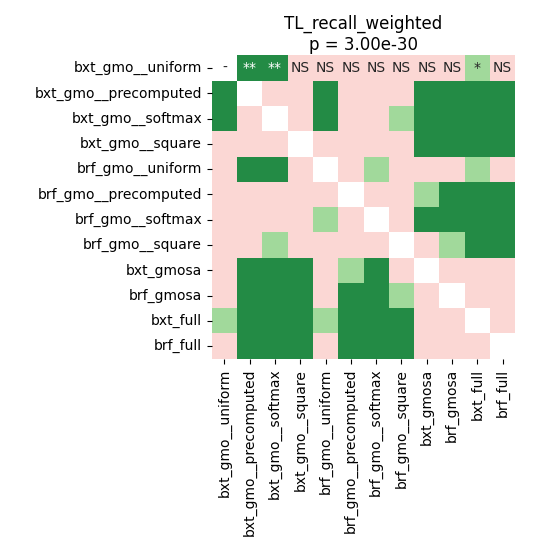 TL_recall_weighted
p = 3.00e-30
bxt_gmo__uniform - ** ** NS NS NS NS NS NS NS * NS
bxt_gmo__precomputed
bxt_gmo__softmax
bxt_gmo__square
brf_gmo__uniform
brf_gmo__precomputed
brf_gmo__softmax
brf_gmo__square
bxt_gmosa
brf_gmosa
bxt_full
brf_full
bxt_gmo__uniform
bxt_gmo__precomputed
bxt_gmo__softmax
bxt_gmo__square
brf_gmo__uniform
brf_gmo__precomputed
brf_gmo__softmax
brf_gmo__square
bxt_gmosa
brf_gmosa
bxt_full
brf_full